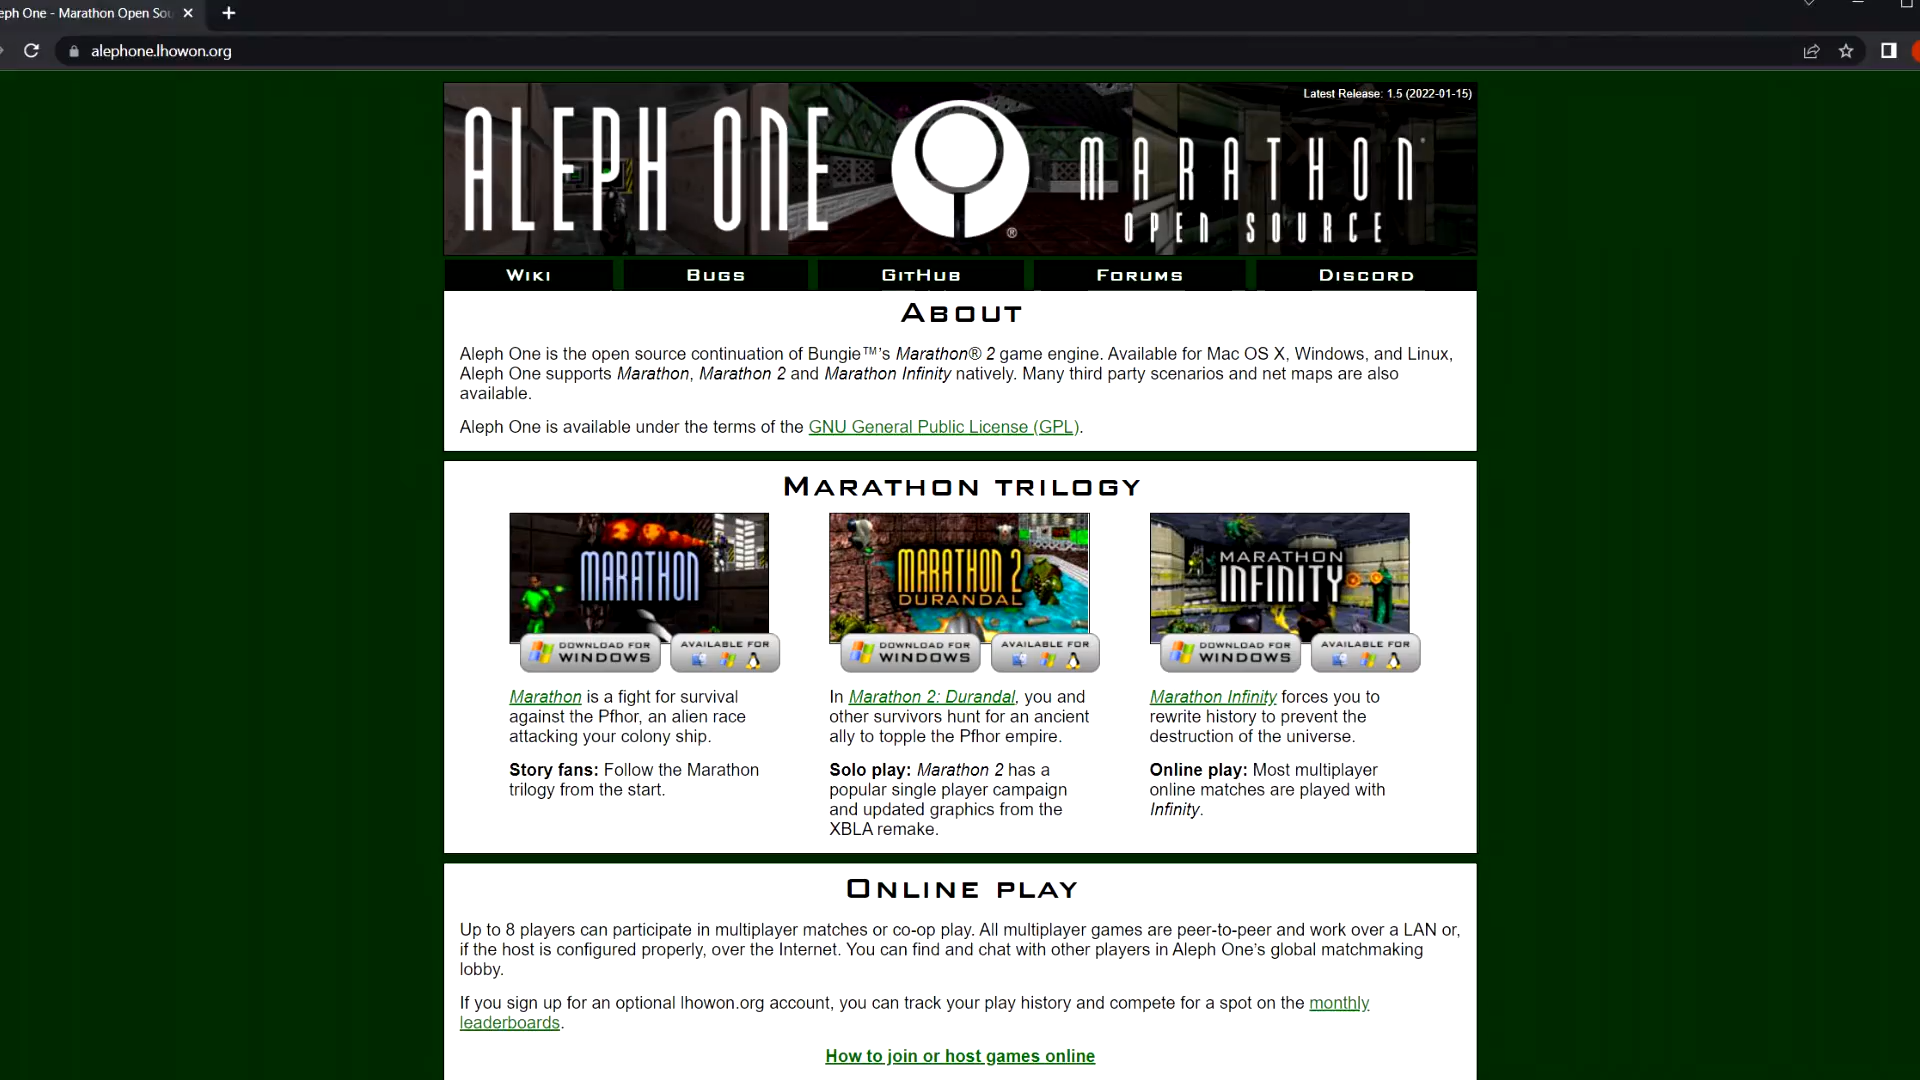 eph One - Marathon Open Sou
alephone.lhowon.org
Latest Release: 1.5 (2022-01-15)
ALEPH ONE
®
MARATHON
OPEN SOURCE
Wiki
Bugs
GitHub
Forums
Discord
About
Aleph One is the open source continuation of Bungie™’s Marathon® 2 game engine. Available for Mac OS X, Windows, and Linux,
Aleph One supports Marathon, Marathon 2 and Marathon Infinity natively. Many third party scenarios and net maps are also
available.
Aleph One is available under the terms of the GNU General Public License (GPL).
Marathon trilogy
MARATHON
DOWNLOAD FOR
WINDOWS
AVAILABLE FOR
Marathon is a fight for survival
against the Pfhor, an alien race
attacking your colony ship.
Story fans: Follow the Marathon
trilogy from the start.
MARATHON 2
DURANDAL
DOWNLOAD FOR
WINDOWS
AVAILABLE FOR
In Marathon 2: Durandal, you and
other survivors hunt for an ancient
ally to topple the Pfhor empire.
Solo play: Marathon 2 has a
popular single player campaign
and updated graphics from the
XBLA remake.
MARATHON
INFINITY
DOWNLOAD FOR
WINDOWS
AVAILABLE FOR
Marathon Infinity forces you to
rewrite history to prevent the
destruction of the universe.
Online play: Most multiplayer
online matches are played with
Infinity.
Online play
Up to 8 players can participate in multiplayer matches or co-op play. All multiplayer games are peer-to-peer and work over a LAN or,
if the host is configured properly, over the Internet. You can find and chat with other players in Aleph One’s global matchmaking
lobby.
If you sign up for an optional lhowon.org account, you can track your play history and compete for a spot on the monthly
leaderboards.
How to join or host games online